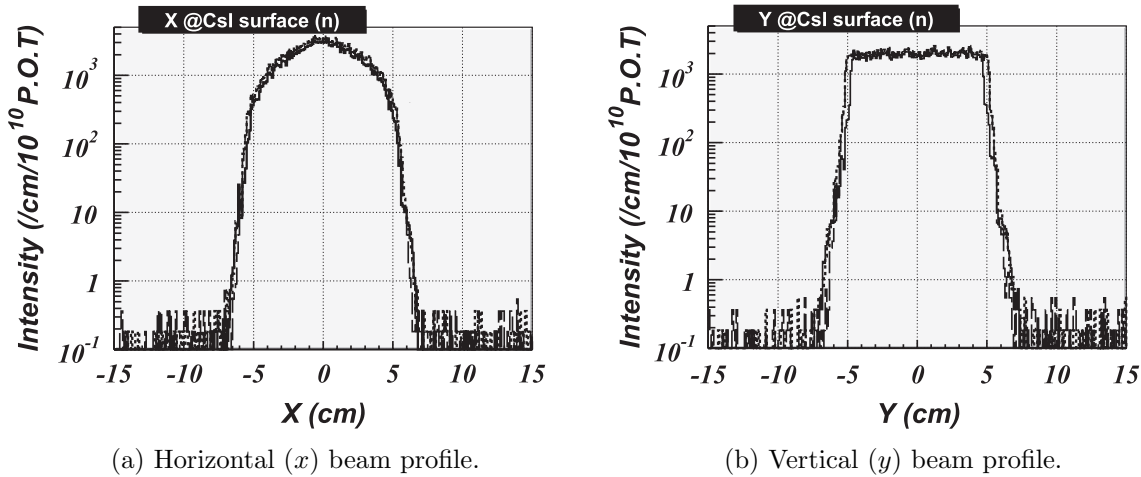 X @CsI surface (n)
Intensity (/cm/10^10 P.O.T)
10^3
10^2
10
1
10^-1
-15 -10 -5 0 5 10 15
X (cm)
(a) Horizontal (x) beam profile.
Y @CsI surface (n)
Intensity (/cm/10^10 P.O.T)
10^3
10^2
10
1
10^-1
-15 -10 -5 0 5 10 15
Y (cm)
(b) Vertical (y) beam profile.